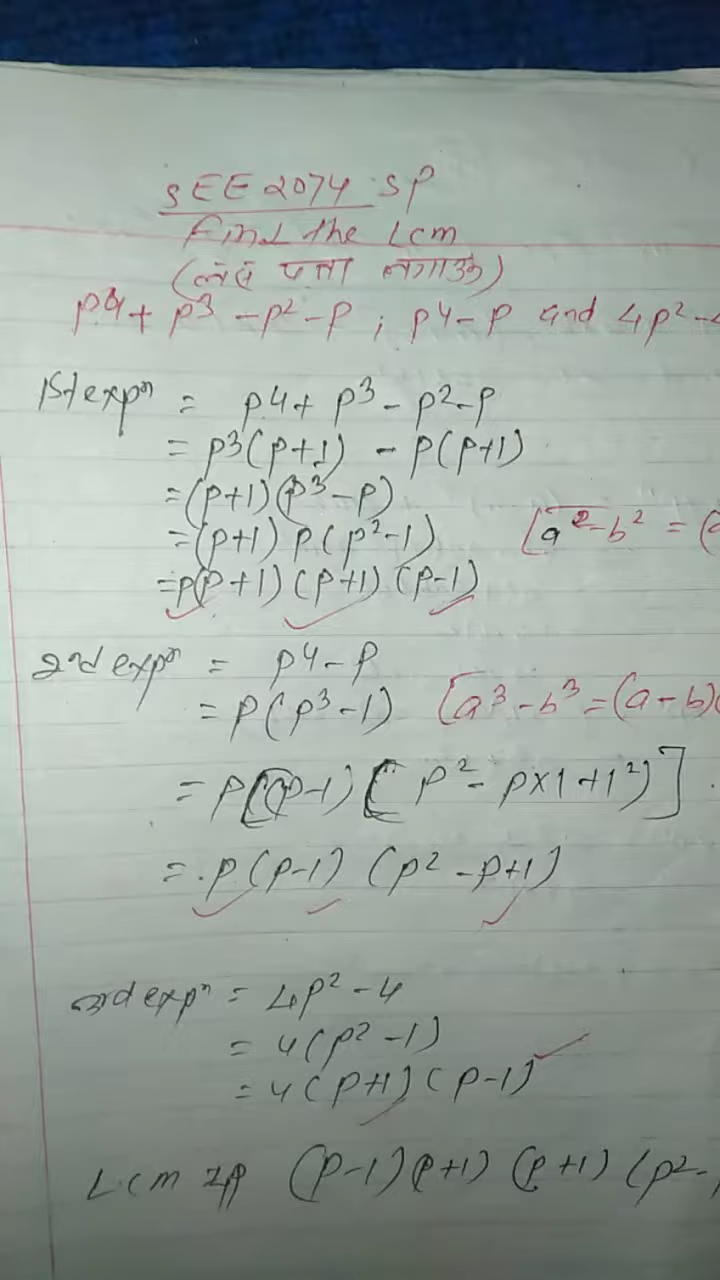 SEE 2074 SP
Find the Lcm
(लं सं पत्ता लगाऊ)
p4 + p³ - p² - p ; p4 - p and 4p² -
1st expⁿ = p4 + p³ - p² - p
= p³(p+1) - p(p+1)
= (p+1) (p³ - p)
= (p+1) p (p² - 1) [a² - b² = (
= p(p+1) (p+1) (p-1)
2nd expⁿ = p4 - p
= p(p³ - 1) [a³ - b³ = (a - b)(
= p[(p-1) (p² - p×1 + 1²)]
= p(p-1) (p² - p+1)
3rd expⁿ = 4p² - 4
= 4(p² - 1)
= 4(p+1) (p-1)
Lcm = (p-1) (p+1) (p+1) (p² -